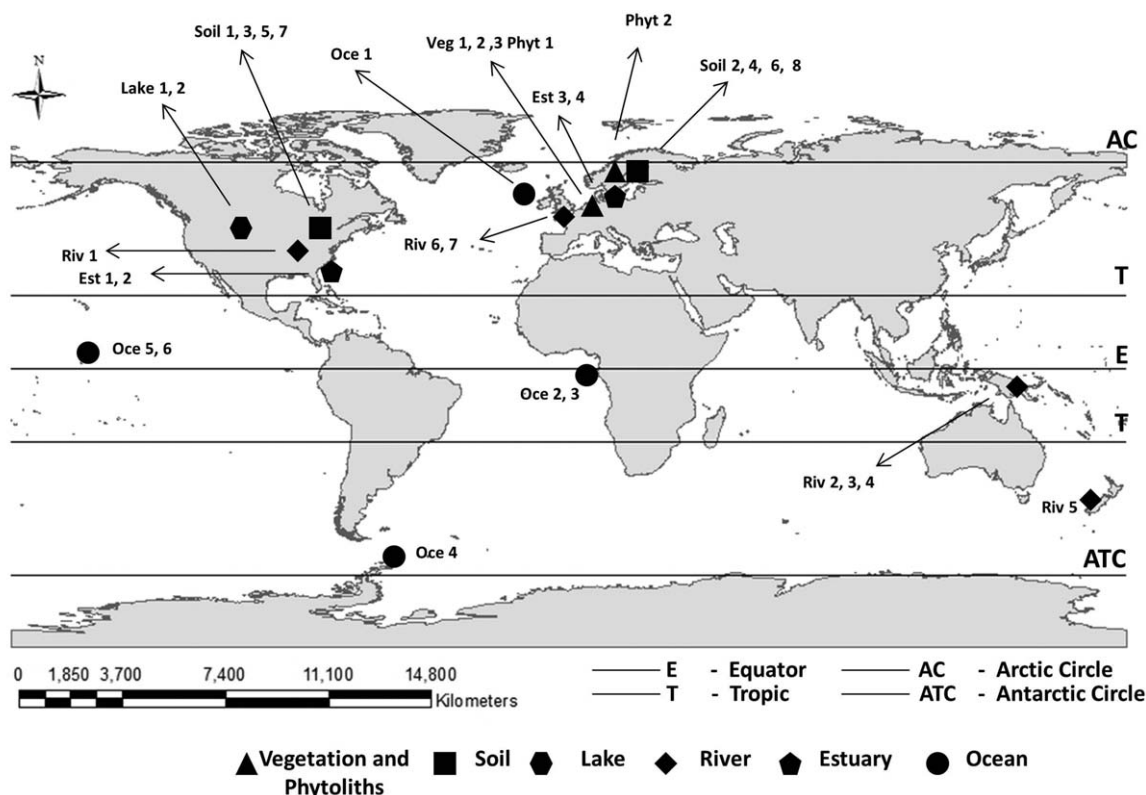 Phyt 2
Soil 1, 3, 5, 7
Oce 1
Veg 1, 2 ,3 Phyt 1
Soil 2, 4, 6, 8
N
Lake 1, 2
Est 3, 4
AC
Riv 1
Riv 6, 7
Est 1, 2
T
Oce 5, 6
E
Oce 2, 3
T
Riv 2, 3, 4
Riv 5
Oce 4
ATC
0 1,850 3,700 7,400 11,100 14,800
Kilometers
E - Equator AC - Arctic Circle
T - Tropic ATC - Antarctic Circle
Vegetation and Soil Lake River Estuary Ocean
Phytoliths